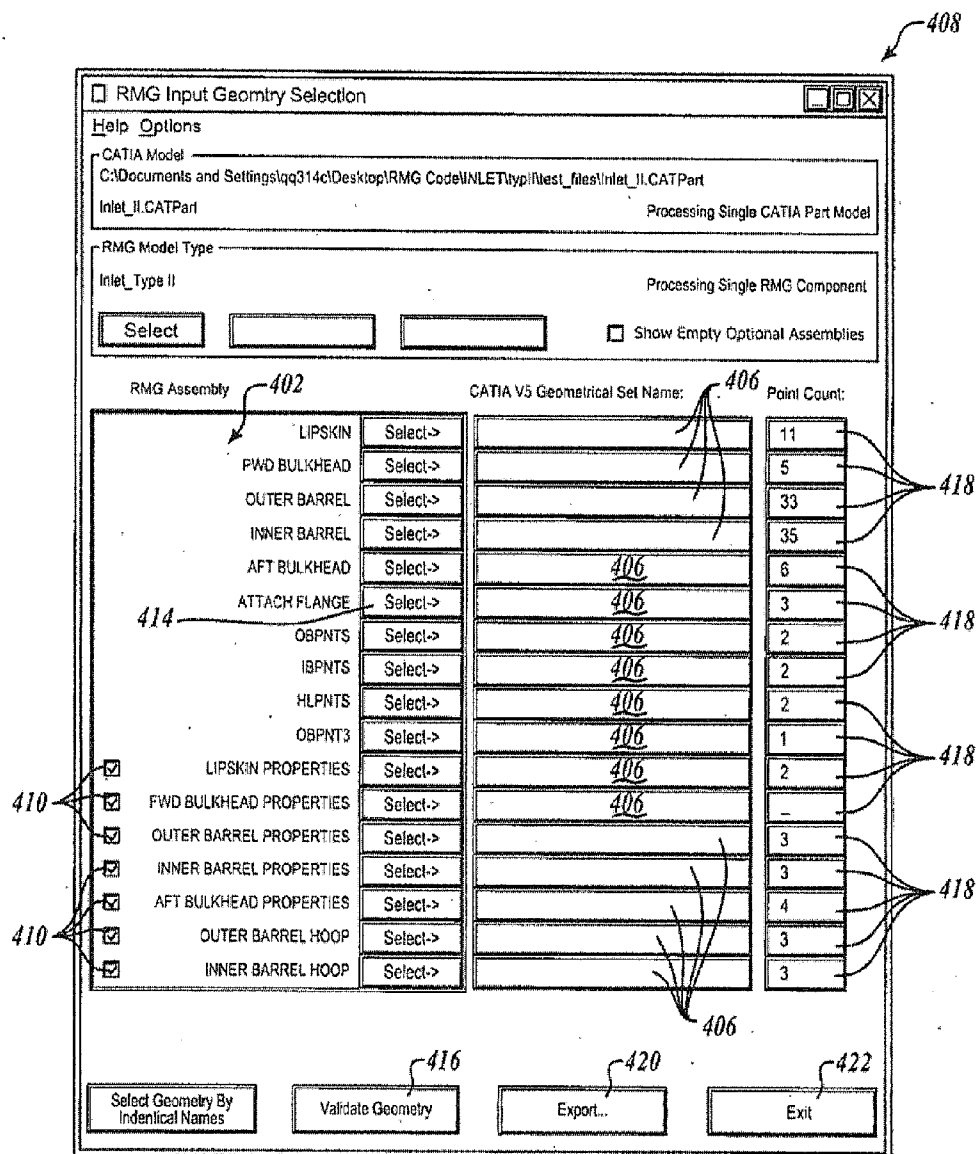 408
RMG Input Geomtry Selection
Help Options
CATIA Model
C:\Documents and Settings\qq314c\Desktop\RMG Code\INLET\typII\test_files\Inlet_II.CATPart
Inlet_II.CATPart Processing Single CATIA Part Model
RMG Model Type
Inlet_Type II Processing Single RMG Component
Select Show Empty Optional Assemblies
RMG Assembly 402 CATIA V5 Geometrical Set Name: 406 Point Count:
LIPSKIN Select-> 11
FWD BULKHEAD Select-> 5
418
OUTER BARREL Select-> 33
INNER BARREL Select-> 35
AFT BULKHEAD Select-> 406 6
414 ATTACH FLANGE Select-> 406 3
418
OBPNTS Select-> 406 2
IBPNTS Select-> 406 2
HLPNTS Select-> 406 2
OBPNT3 Select-> 406 1
418
LIPSKIN PROPERTIES Select-> 406 2
410 FWD BULKHEAD PROPERTIES Select-> 406 _
OUTER BARREL PROPERTIES Select-> 3
INNER BARREL PROPERTIES Select-> 3
418
AFT BULKHEAD PROPERTIES Select-> 4
410 OUTER BARREL HOOP Select-> 3
INNER BARREL HOOP Select-> 3
406
416 420 422
Select Geometry By
Indentical Names
Validate Geometry Export... Exit